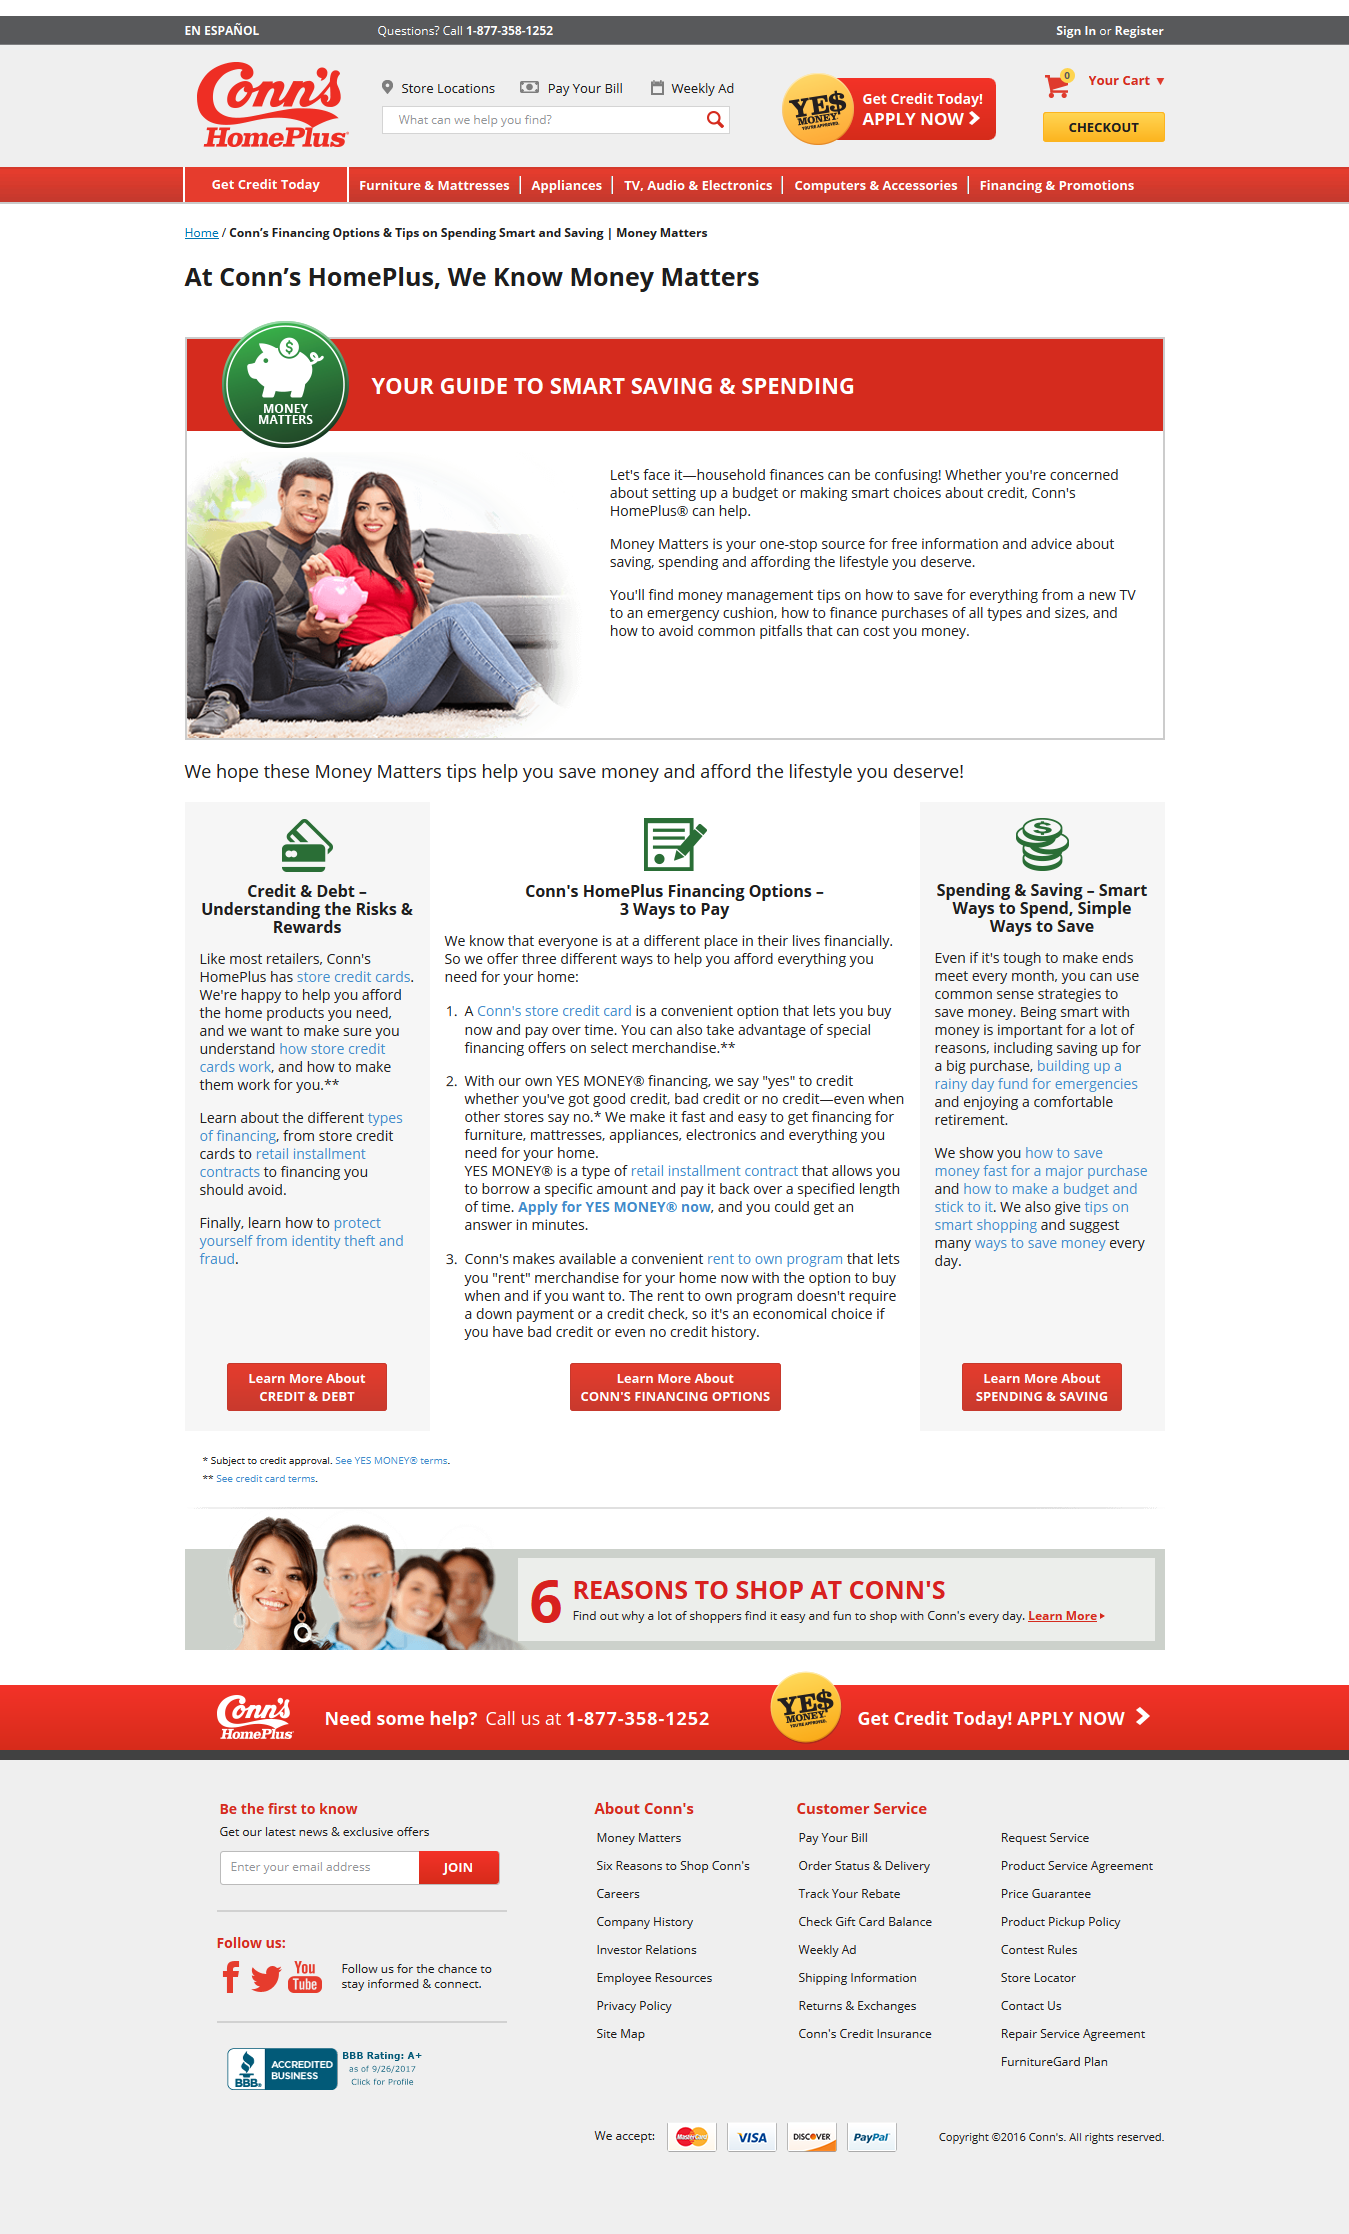 EN ESPAÑOL
Questions? Call 1-877-358-1252
Sign In or Register
Conn's
HomePlus®
Store Locations
Pay Your Bill
Weekly Ad
What can we help you find?
YE$
MONEY
YOU'RE APPROVED.
Get Credit Today!
APPLY NOW
0
Your Cart ▼
CHECKOUT
Get Credit Today
Furniture & Mattresses
Appliances
TV, Audio & Electronics
Computers & Accessories
Financing & Promotions
Home / Conn's Financing Options & Tips on Spending Smart and Saving | Money Matters
At Conn's HomePlus, We Know Money Matters
$
MONEY
MATTERS
YOUR GUIDE TO SMART SAVING & SPENDING
Let's face it—household finances can be confusing! Whether you're concerned
about setting up a budget or making smart choices about credit, Conn's
HomePlus® can help.
Money Matters is your one-stop source for free information and advice about
saving, spending and affording the lifestyle you deserve.
You'll find money management tips on how to save for everything from a new TV
to an emergency cushion, how to finance purchases of all types and sizes, and
how to avoid common pitfalls that can cost you money.
We hope these Money Matters tips help you save money and afford the lifestyle you deserve!
Credit & Debt –
Understanding the Risks &
Rewards
Like most retailers, Conn's
HomePlus has store credit cards.
We're happy to help you afford
the home products you need,
and we want to make sure you
understand how store credit
cards work, and how to make
them work for you.**
Learn about the different types
of financing, from store credit
cards to retail installment
contracts to financing you
should avoid.
Finally, learn how to protect
yourself from identity theft and
fraud.
Learn More About
CREDIT & DEBT
Conn's HomePlus Financing Options –
3 Ways to Pay
We know that everyone is at a different place in their lives financially.
So we offer three different ways to help you afford everything you
need for your home:
1. A Conn's store credit card is a convenient option that lets you buy
now and pay over time. You can also take advantage of special
financing offers on select merchandise.**
2. With our own YES MONEY® financing, we say "yes" to credit
whether you've got good credit, bad credit or no credit—even when
other stores say no.* We make it fast and easy to get financing for
furniture, mattresses, appliances, electronics and everything you
need for your home.
YES MONEY® is a type of retail installment contract that allows you
to borrow a specific amount and pay it back over a specified length
of time. Apply for YES MONEY® now, and you could get an
answer in minutes.
3. Conn's makes available a convenient rent to own program that lets
you "rent" merchandise for your home now with the option to buy
when and if you want to. The rent to own program doesn't require
a down payment or a credit check, so it's an economical choice if
you have bad credit or even no credit history.
Learn More About
CONN'S FINANCING OPTIONS
$
Spending & Saving – Smart
Ways to Spend, Simple
Ways to Save
Even if it's tough to make ends
meet every month, you can use
common sense strategies to
save money. Being smart with
money is important for a lot of
reasons, including saving up for
a big purchase, building up a
rainy day fund for emergencies
and enjoying a comfortable
retirement.
We show you how to save
money fast for a major purchase
and how to make a budget and
stick to it. We also give tips on
smart shopping and suggest
many ways to save money every
day.
Learn More About
SPENDING & SAVING
* Subject to credit approval. See YES MONEY® terms.
** See credit card terms.
6 REASONS TO SHOP AT CONN'S
Find out why a lot of shoppers find it easy and fun to shop with Conn's every day. Learn More
Conn's
HomePlus
Need some help? Call us at 1-877-358-1252
YE$
MONEY
YOU'RE APPROVED.
Get Credit Today! APPLY NOW
Be the first to know
Get our latest news & exclusive offers
Enter your email address
JOIN
Follow us:
You
Tube
Follow us for the chance to
stay informed & connect.
BBB.
ACCREDITED
BUSINESS
BBB Rating: A+
as of 9/26/2017
Click for Profile
About Conn's
Money Matters
Six Reasons to Shop Conn's
Careers
Company History
Investor Relations
Employee Resources
Privacy Policy
Site Map
Customer Service
Pay Your Bill
Order Status & Delivery
Track Your Rebate
Check Gift Card Balance
Weekly Ad
Shipping Information
Returns & Exchanges
Conn's Credit Insurance
Request Service
Product Service Agreement
Price Guarantee
Product Pickup Policy
Contest Rules
Store Locator
Contact Us
Repair Service Agreement
FurnitureGard Plan
We accept:
MasterCard
VISA
DISCOVER
PayPal
Copyright ©2016 Conn's. All rights reserved.